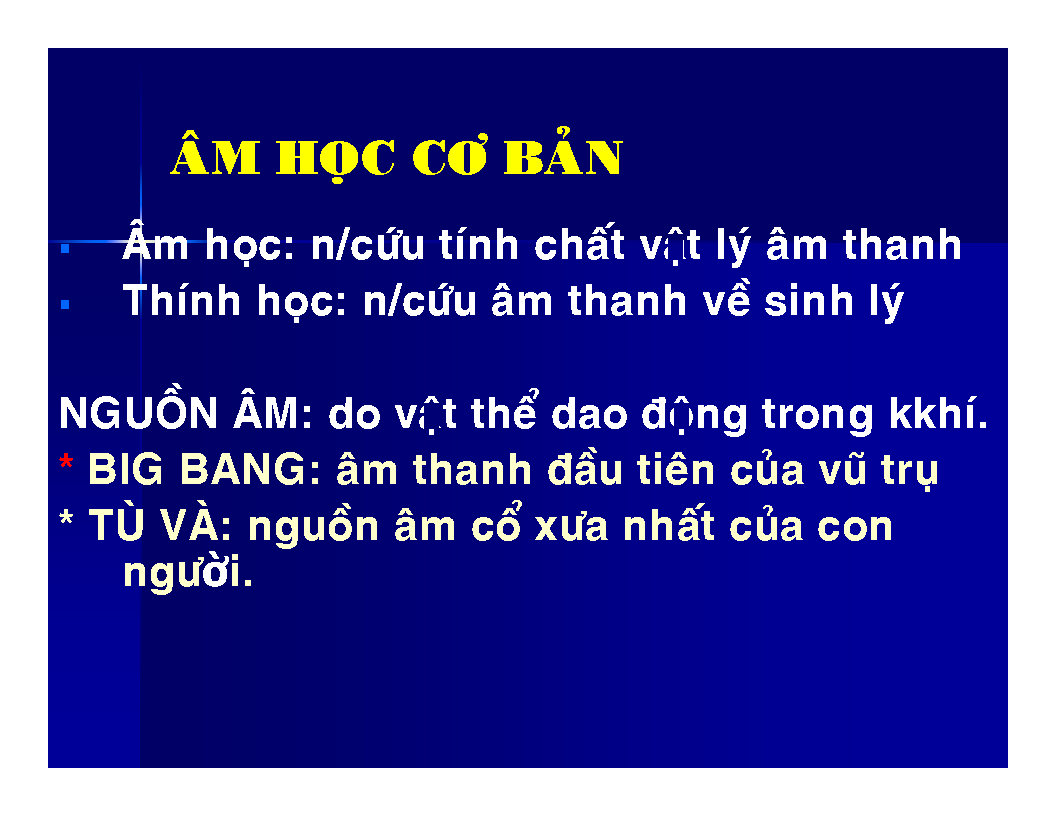 ÂM HỌC CƠ BẢN
▪ Âm học: n/cứu tính chất vật lý âm thanh
▪ Thính học: n/cứu âm thanh về sinh lý
NGUỒN ÂM: do vật thể dao động trong kkhí.
* BIG BANG: âm thanh đầu tiên của vũ trụ
* TÙ VÀ: nguồn âm cổ xưa nhất của con
người.